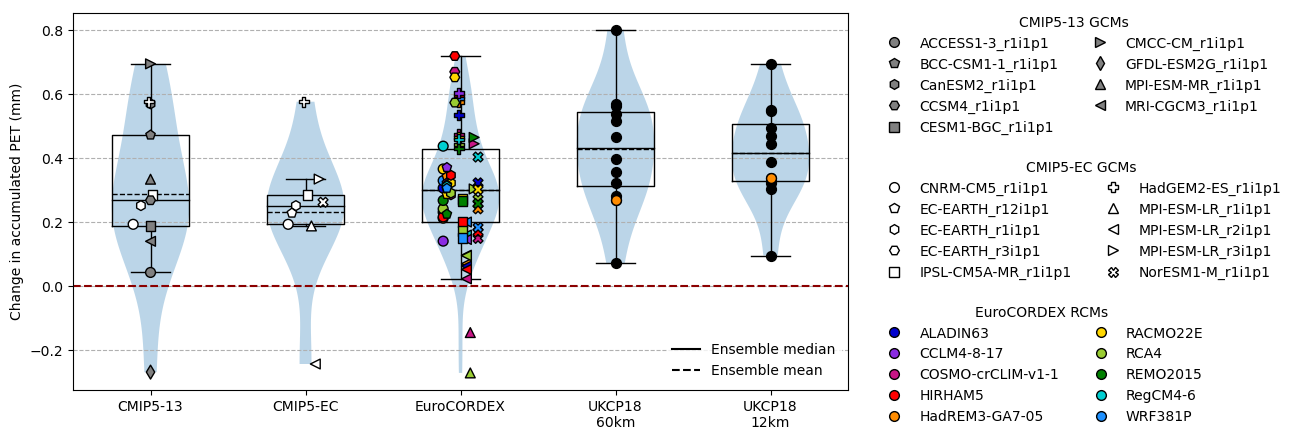 Change in accumulated PET (mm)
0.8
0.6
0.4
0.2
0.0
−0.2
CMIP5-13
CMIP5-EC
EuroCORDEX
UKCP18
60km
UKCP18
12km
Ensemble median
Ensemble mean
CMIP5-13 GCMs
ACCESS1-3_r1i1p1
BCC-CSM1-1_r1i1p1
CanESM2_r1i1p1
CCSM4_r1i1p1
CESM1-BGC_r1i1p1
CMCC-CM_r1i1p1
GFDL-ESM2G_r1i1p1
MPI-ESM-MR_r1i1p1
MRI-CGCM3_r1i1p1
CMIP5-EC GCMs
CNRM-CM5_r1i1p1
EC-EARTH_r12i1p1
EC-EARTH_r1i1p1
EC-EARTH_r3i1p1
IPSL-CM5A-MR_r1i1p1
HadGEM2-ES_r1i1p1
MPI-ESM-LR_r1i1p1
MPI-ESM-LR_r2i1p1
MPI-ESM-LR_r3i1p1
NorESM1-M_r1i1p1
EuroCORDEX RCMs
ALADIN63
CCLM4-8-17
COSMO-crCLIM-v1-1
HIRHAM5
HadREM3-GA7-05
RACMO22E
RCA4
REMO2015
RegCM4-6
WRF381P